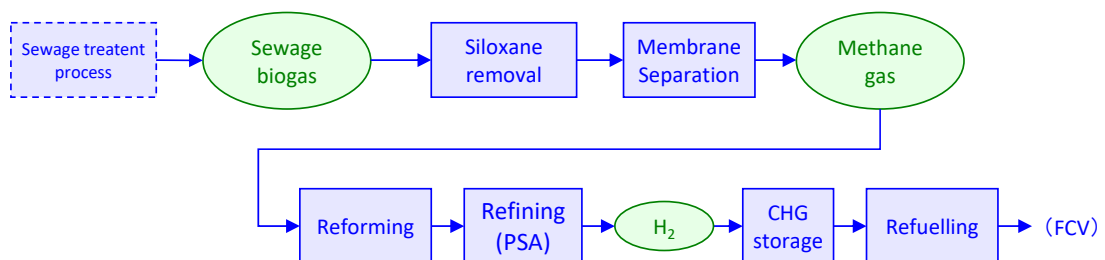 Sewage treatent
process
Sewage
biogas
Siloxane
removal
Membrane
Separation
Methane
gas
Reforming
Refining
(PSA)
H₂
CHG
storage
Refuelling
（FCV）